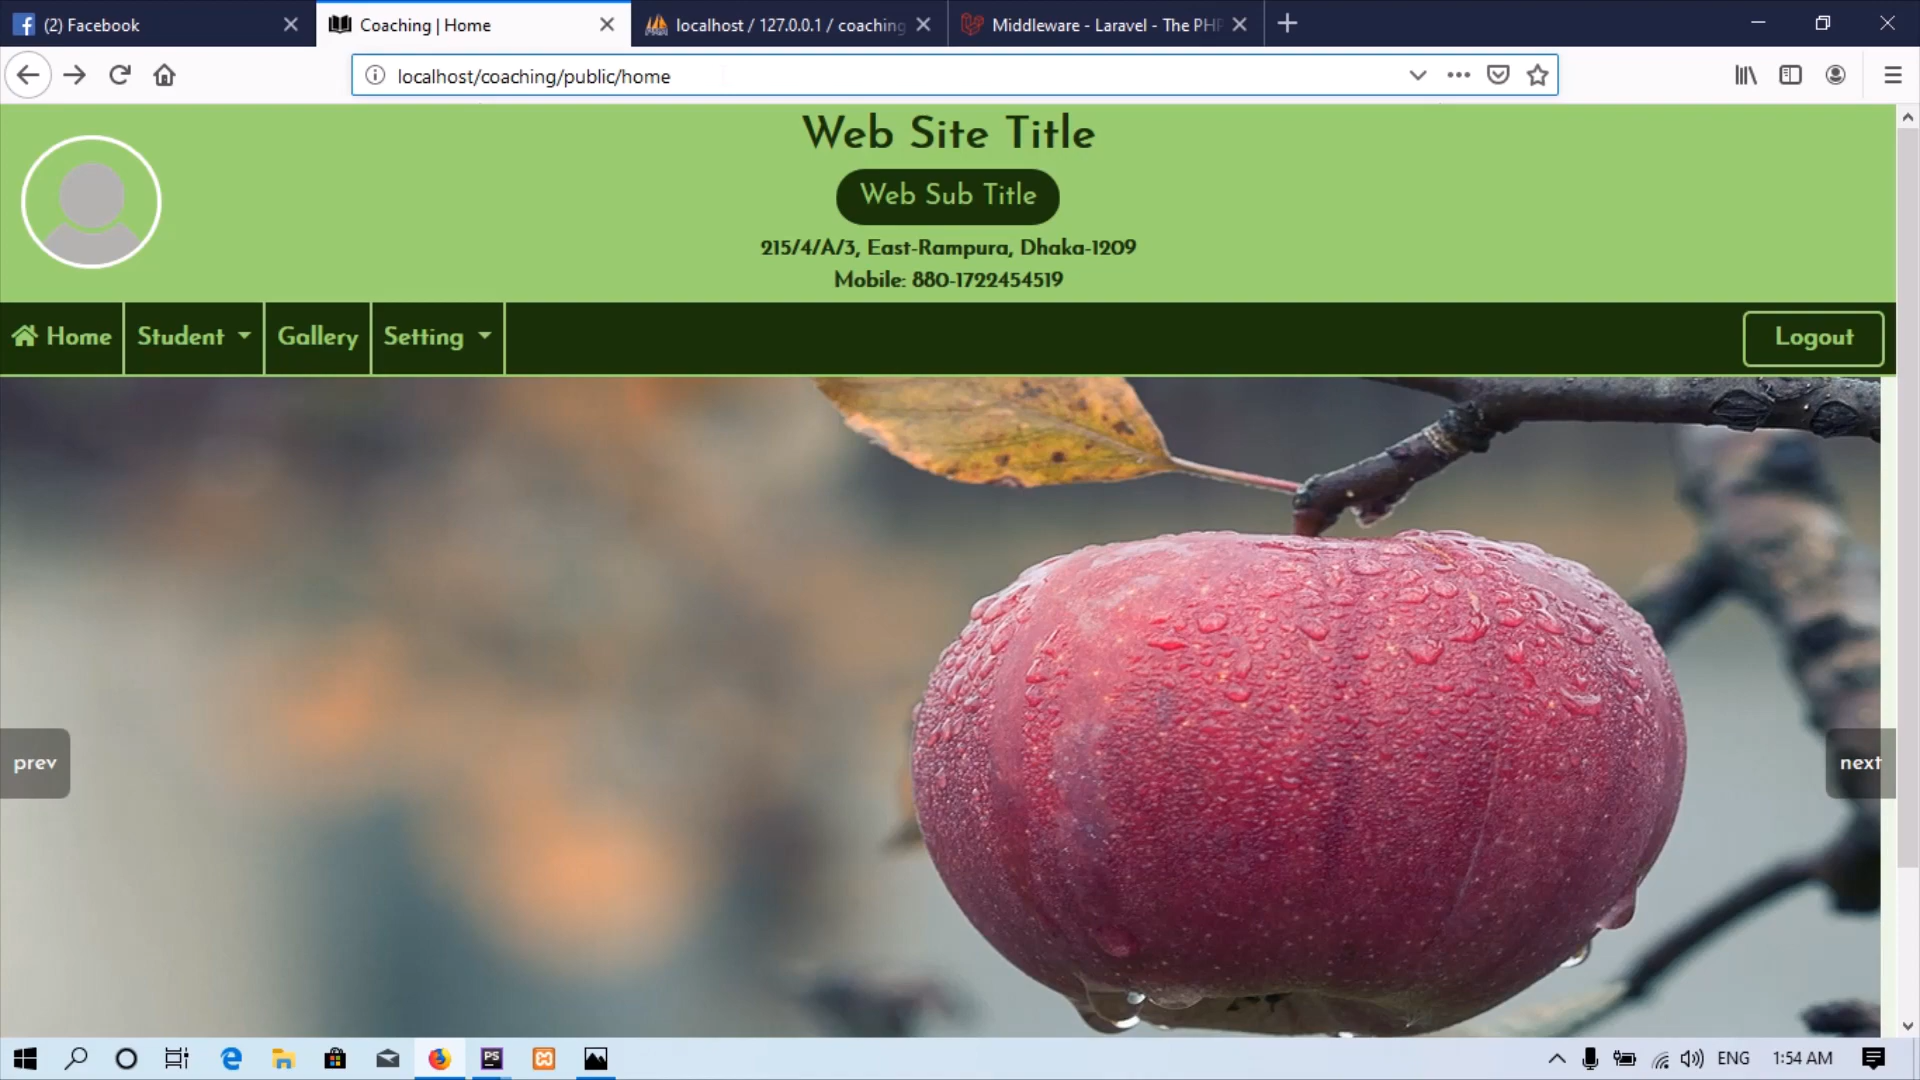 (2) Facebook
Coaching | Home
localhost / 127.0.0.1 / coaching
Middleware - Laravel - The PHP
localhost/coaching/public/home
Web Site Title
Web Sub Title
215/4/A/3, East-Rampura, Dhaka-1209
Mobile: 880-1722454519
Home
Student
Gallery
Setting
Logout
prev
next
PS
ENG
1:54 AM